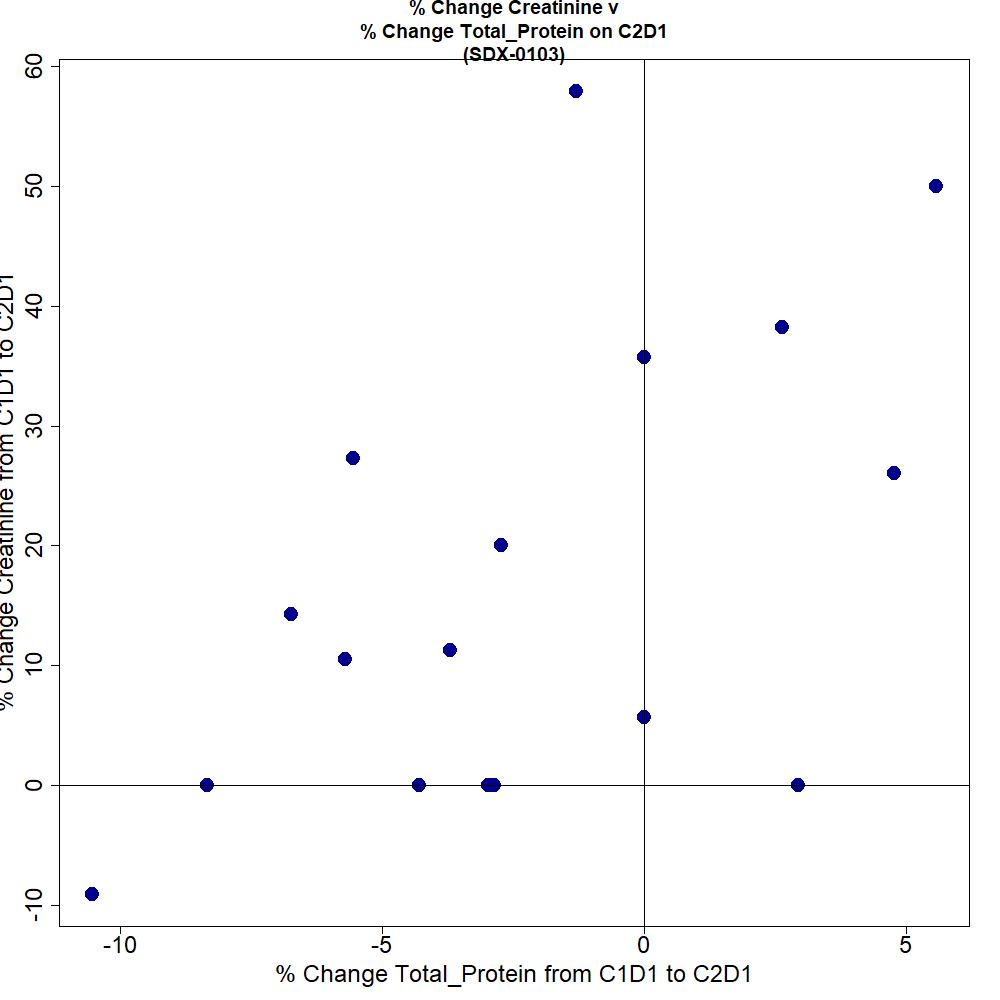 % Change Creatinine v
% Change Total_Protein on C2D1
(SDX-0103)
60
50
40
30
20
10
0
-10
% Change Creatinine from C1D1 to C2D1
-10
-5
0
5
% Change Total_Protein from C1D1 to C2D1